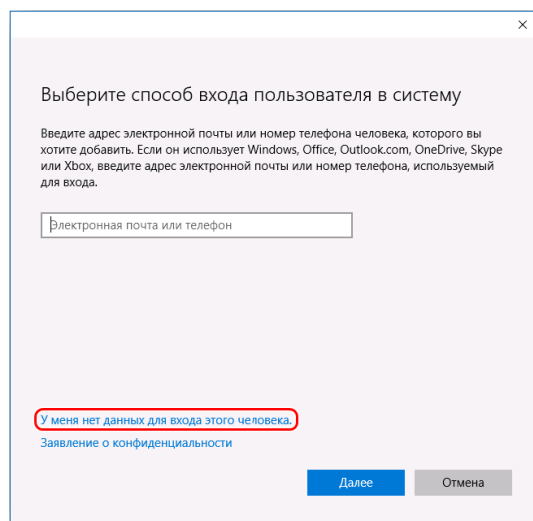 Выберите способ входа пользователя в систему
Введите адрес электронной почты или номер телефона человека, которого вы
хотите добавить. Если он использует Windows, Office, Outlook.com, OneDrive, Skype
или Xbox, введите адрес электронной почты или номер телефона, используемый
для входа.
Электронная почта или телефон
У меня нет данных для входа этого человека.
Заявление о конфиденциальности
Далее
Отмена